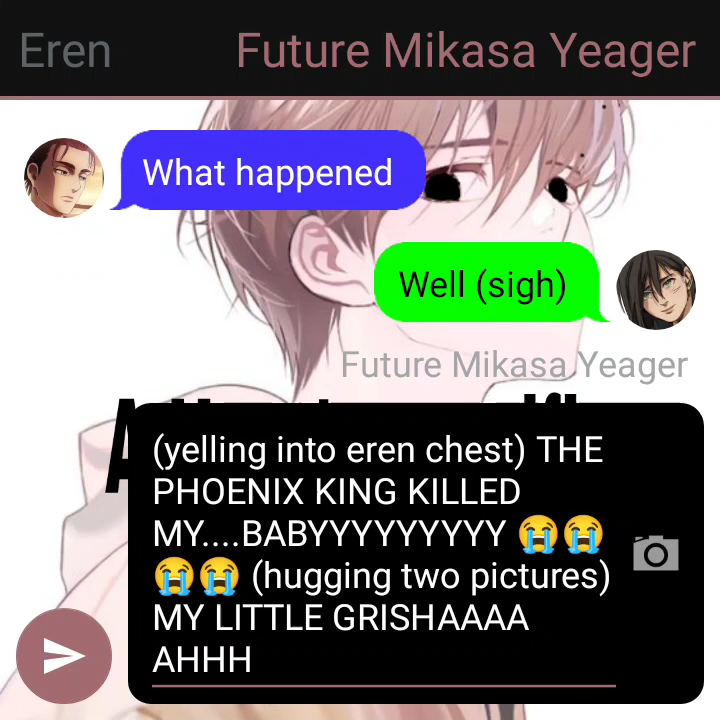 Eren
Future Mikasa Yeager
What happened
Well (sigh)
Future Mikasa Yeager
(yelling into eren chest) THE
PHOENIX KING KILLED
MY....BABYYYYYYYYY 😭😭
😭😭 (hugging two pictures)
MY LITTLE GRISHAAAA
AHHH